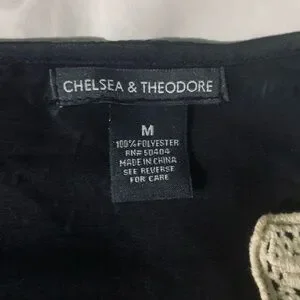 CHELSEA & THEODORE
M
100% POLYESTER
RN# 50404
MADE IN CHINA
SEE REVERSE
FOR CARE